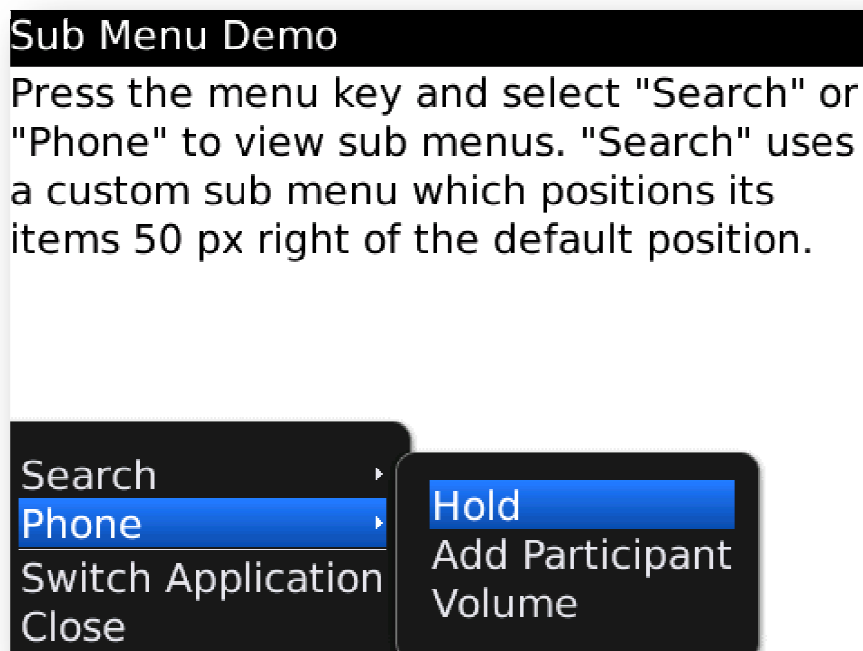 Sub Menu Demo
Press the menu key and select "Search" or
"Phone" to view sub menus. "Search" uses
a custom sub menu which positions its
items 50 px right of the default position.
Search
Phone
Switch Application
Close
Hold
Add Participant
Volume